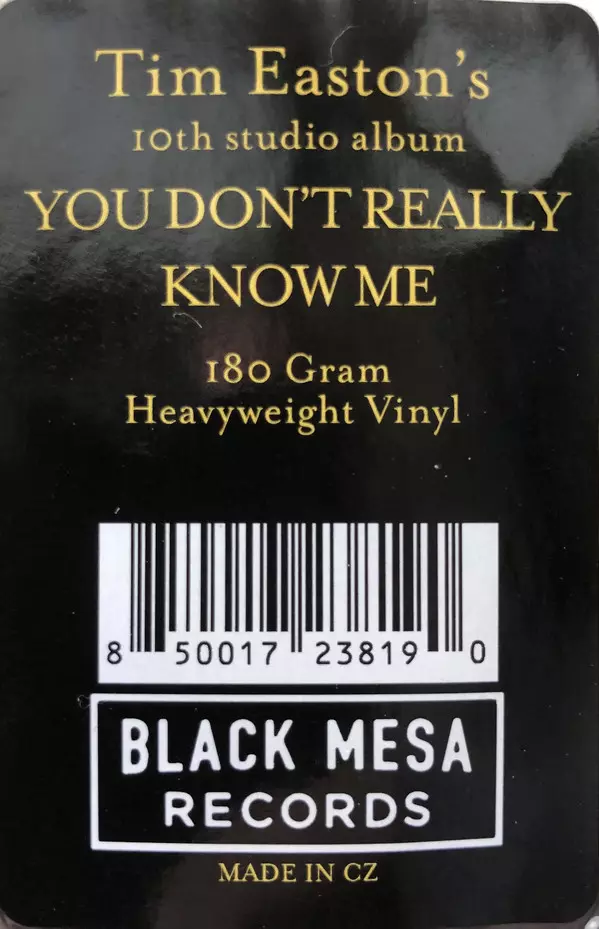 Tim Easton's
10th studio album
YOU DON'T REALLY
KNOW ME
180 Gram
Heavyweight Vinyl
8 50017 23819 0
BLACK MESA
RECORDS
MADE IN CZ